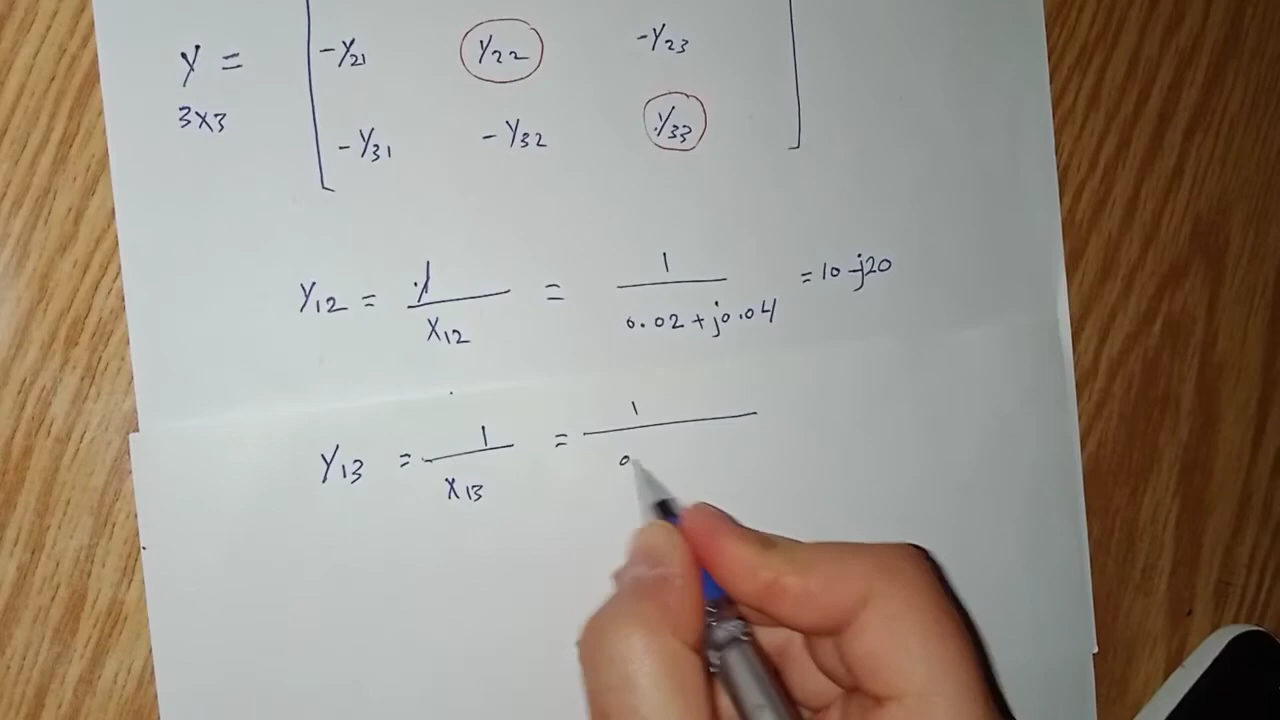 -Y21 Y22 -Y23
Y =
3X3
-Y31 -Y32 Y33
Y12 = 1/X12 = 1/0.02+j0.04 = 10-j20
Y13 = 1/X13 = 1/0